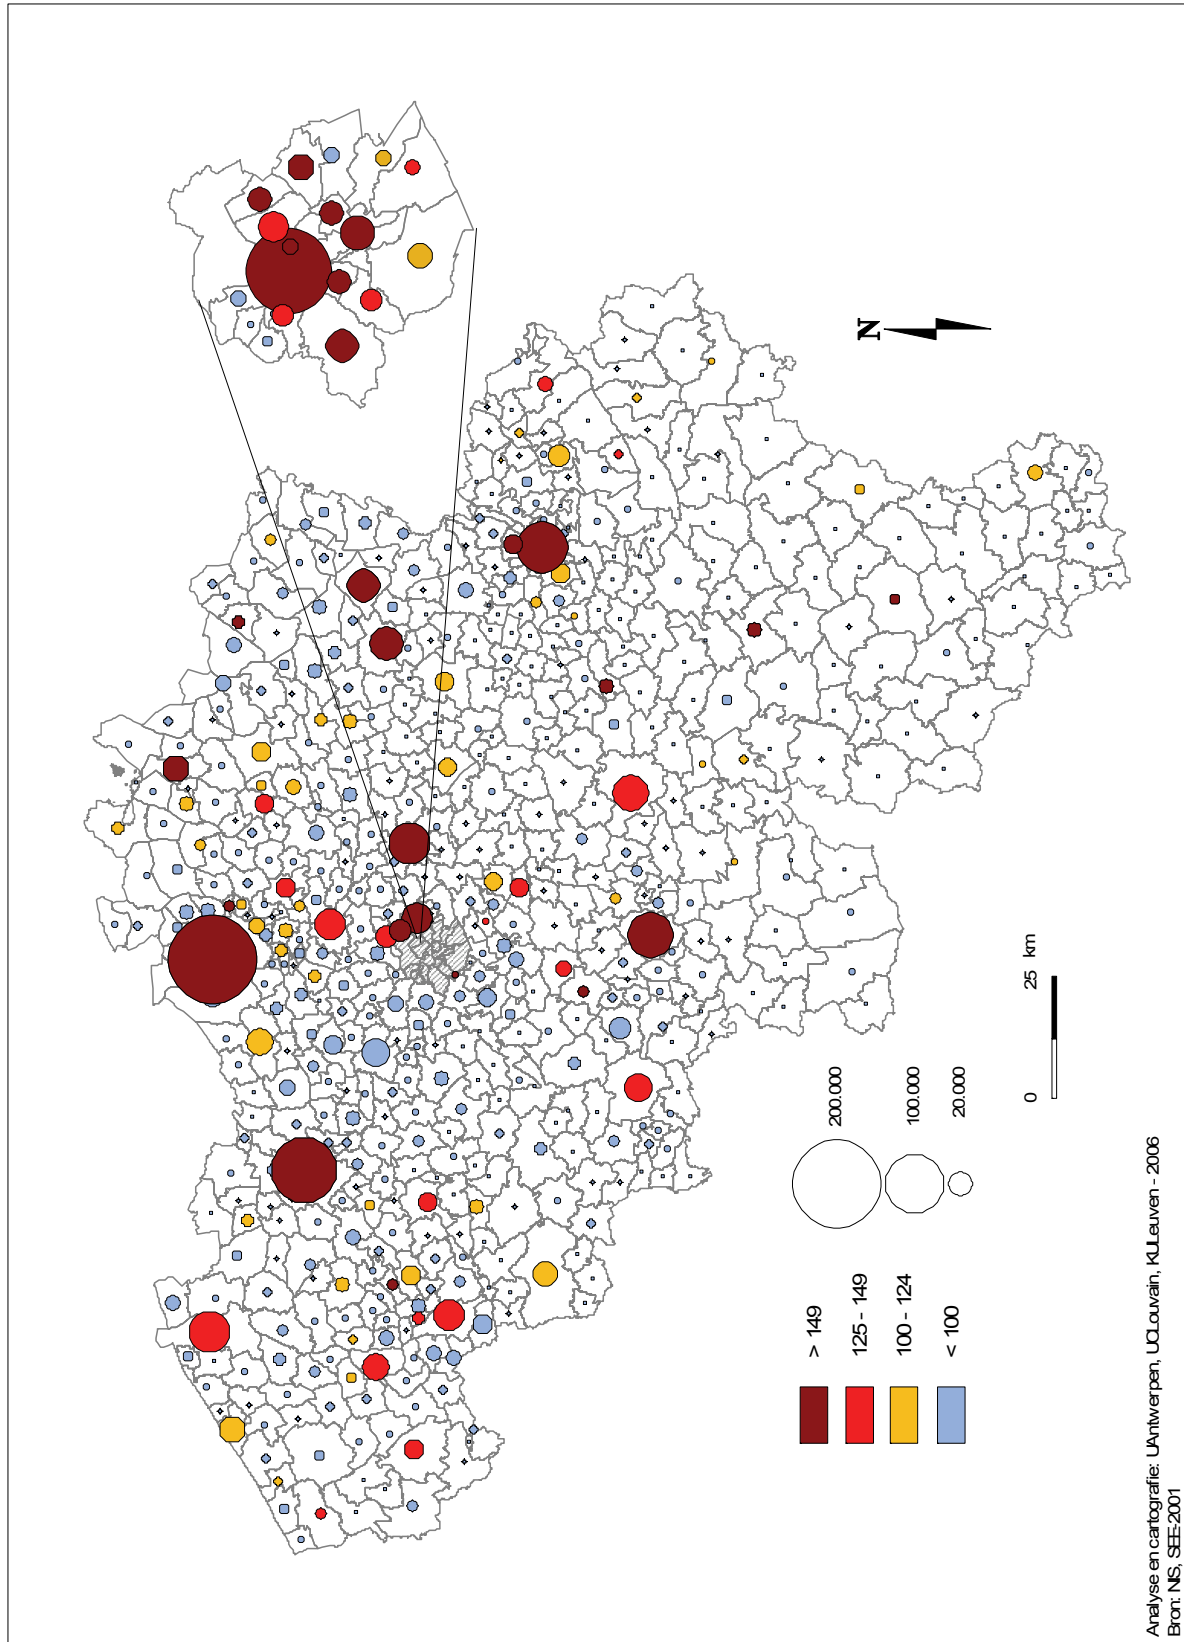 N
0 25 km
200.000
100.000
20.000
> 149
125 - 149
100 - 124
< 100
Analyse en cartografie: UAntwerpen, UCLouvain, KULeuven - 2006
Bron: NIS, SEE-2001